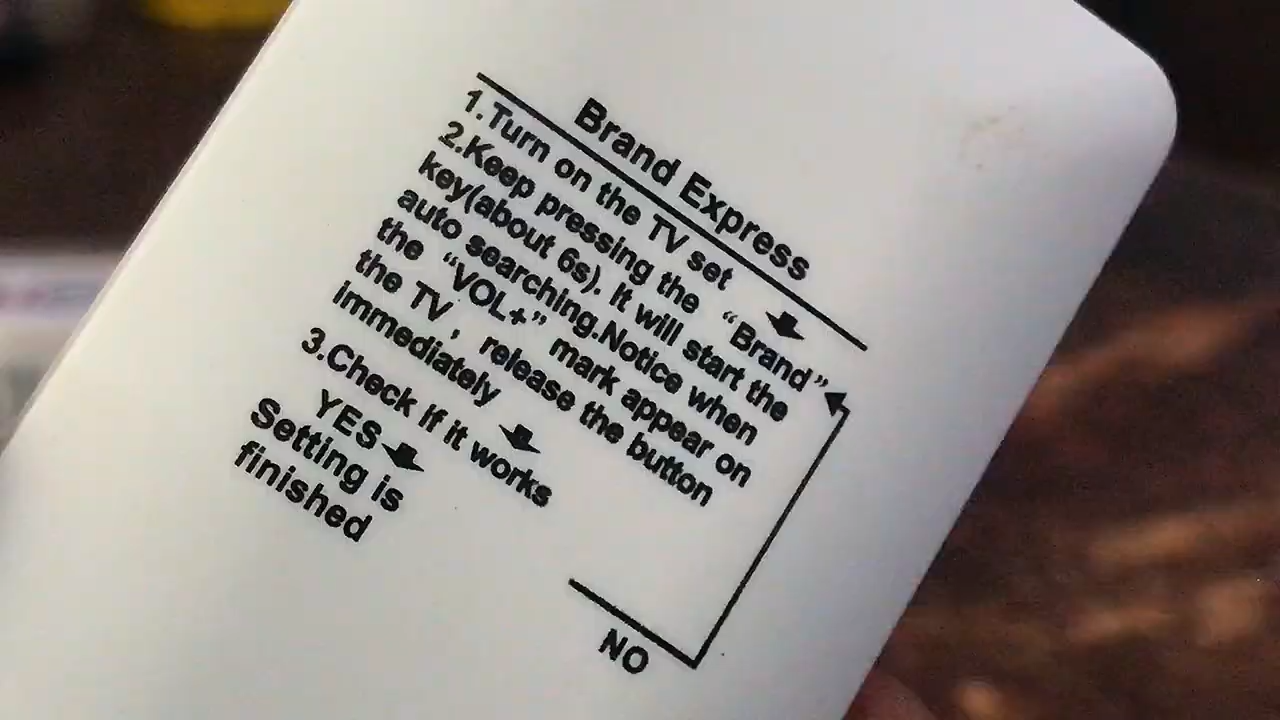 Brand Express
1.Turn on the TV set
2.Keep pressing the “Brand”
key(about 6s). It will start the
auto searching.Notice when
the “VOL+” mark appear on
the TV, release the button
immediately
3.Check if it works
YES
Setting is
finished
NO